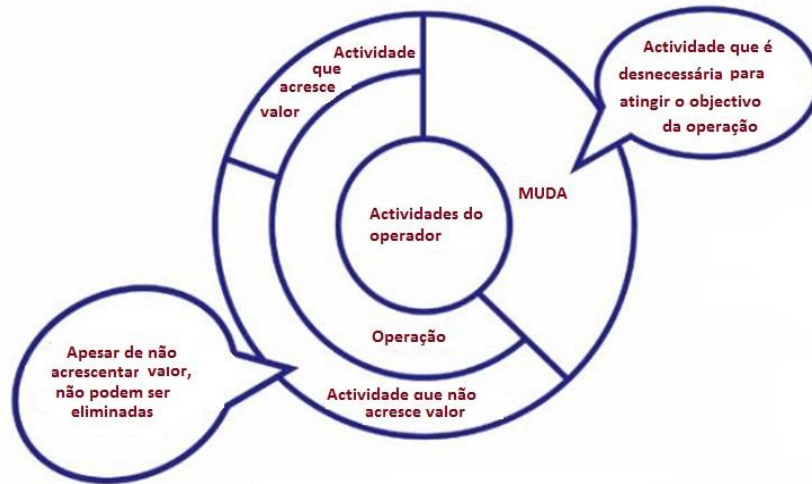 Actividade
que
acresce
valor
Actividade que é
desnecessária para
atingir o objectivo
da operação
MUDA
Actividades do
operador
Operação
Apesar de não
acrescentar valor,
não podem ser
eliminadas
Actividade que não
acresce valor